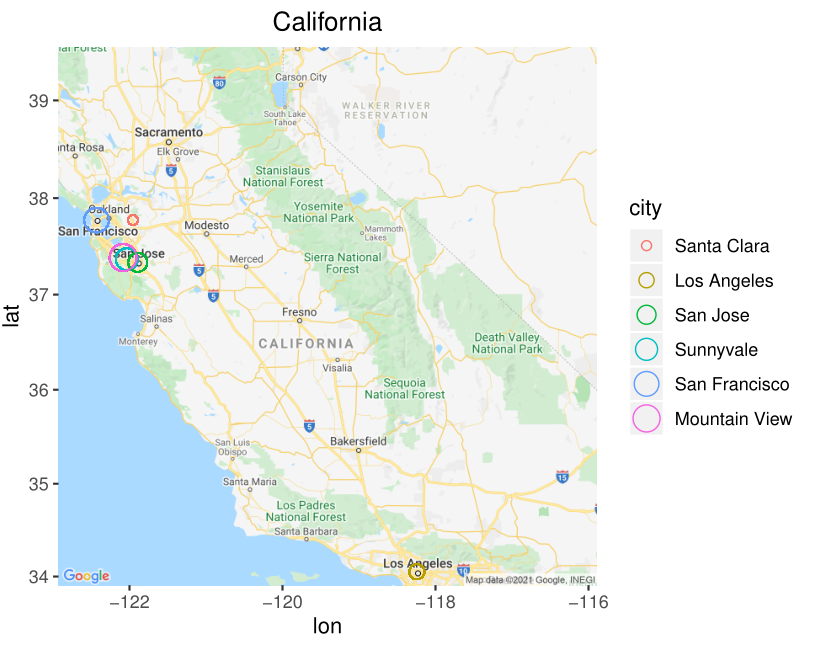 California
ial Forest
80
Carson City
39
WALKER RIVER
RESERVATION
South Lake
Tahoe
Sacramento
nta Rosa
Elk Grove
5
Stanislaus
National Forest
38
Oakland
Yosemite
National Park
San Francisco
Modesto
Mammoth
Lakes
San Jose
Merced
Sierra National
Forest
5
37
5
Salinas
Fresno
Monterey
CALIFORNIA
Death Valley
National Park
Visalia
36
Sequoia
National Forest
5
San Luis
Obispo
Bakersfield
35
Santa Maria
15
Los Padres
National Forest
Santa Barbara
Los Angeles
34
Google
10
Map data ©2021 Google, INEGI
−122
−120
−118
−116
lon
lat
city
Santa Clara
Los Angeles
San Jose
Sunnyvale
San Francisco
Mountain View